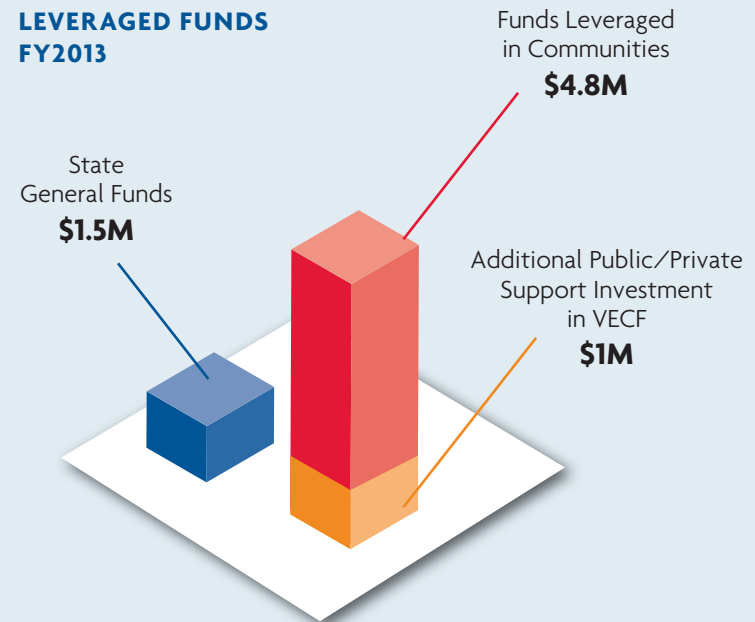 LEVERAGED FUNDS
FY2013
Funds Leveraged
in Communities
$4.8M
State
General Funds
$1.5M
Additional Public/Private
Support Investment
in VECF
$1M